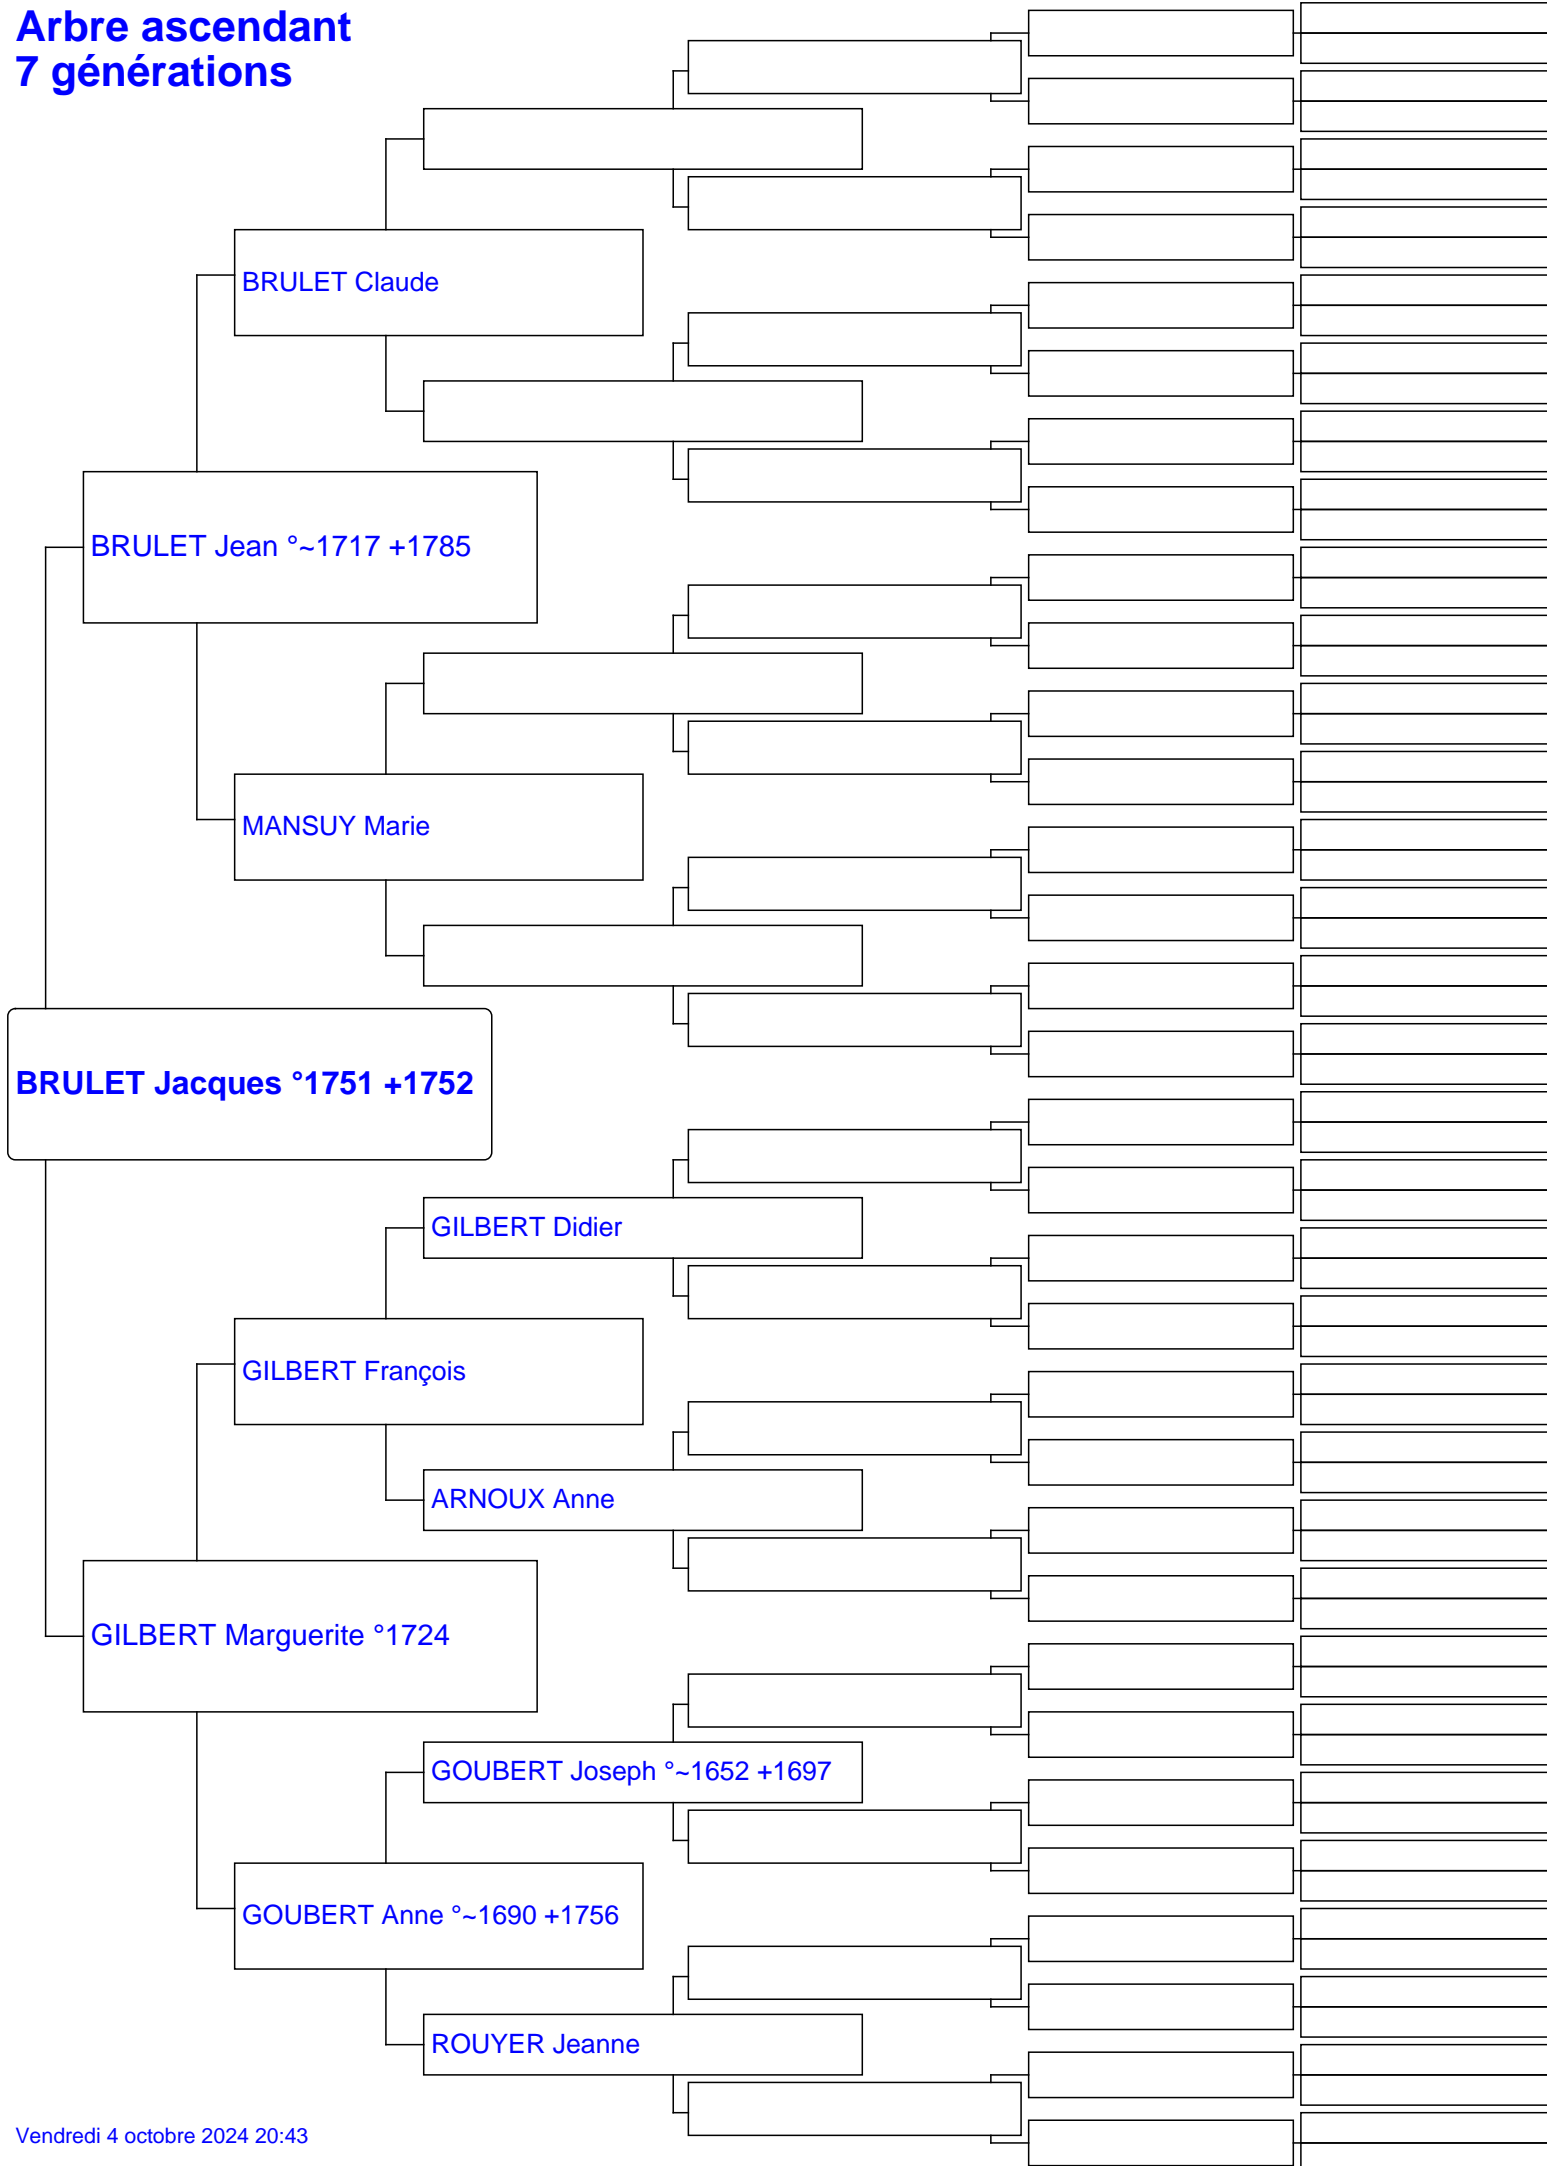 Arbre ascendant
7 générations
BRULET Claude
BRULET Jean °~1717 +1785
MANSUY Marie
BRULET Jacques °1751 +1752
GILBERT Didier
GILBERT François
ARNOUX Anne
GILBERT Marguerite °1724
GOUBERT Joseph °~1652 +1697
GOUBERT Anne °~1690 +1756
ROUYER Jeanne
Vendredi 4 octobre 2024 20:43